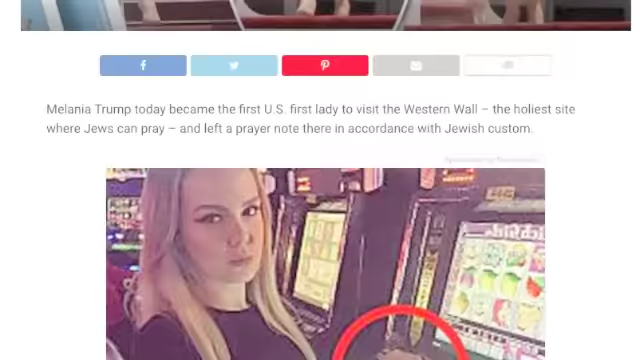 Melania Trump today became the first U.S. first lady to visit the Western Wall – the holiest site
where Jews can pray – and left a prayer note there in accordance with Jewish custom.